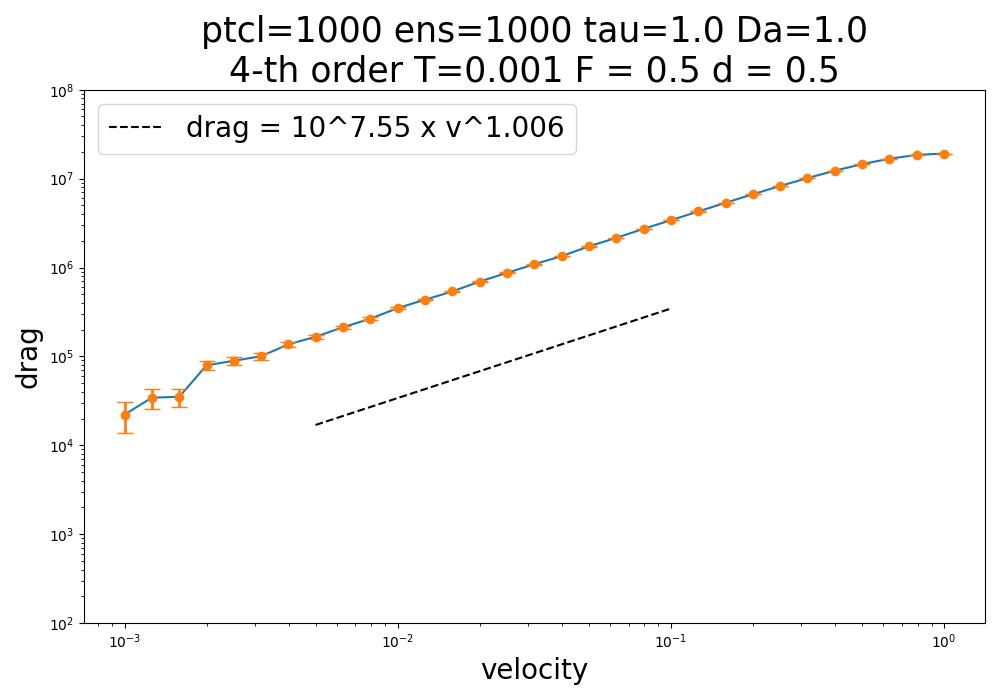 ptcl=1000 ens=1000 tau=1.0 Da=1.0
4-th order T=0.001 F = 0.5 d = 0.5
drag = 10^7.55 x v^1.006
10^8
10^7
10^6
10^5
10^4
10^3
10^2
drag
10^-3
10^-2
10^-1
10^0
velocity